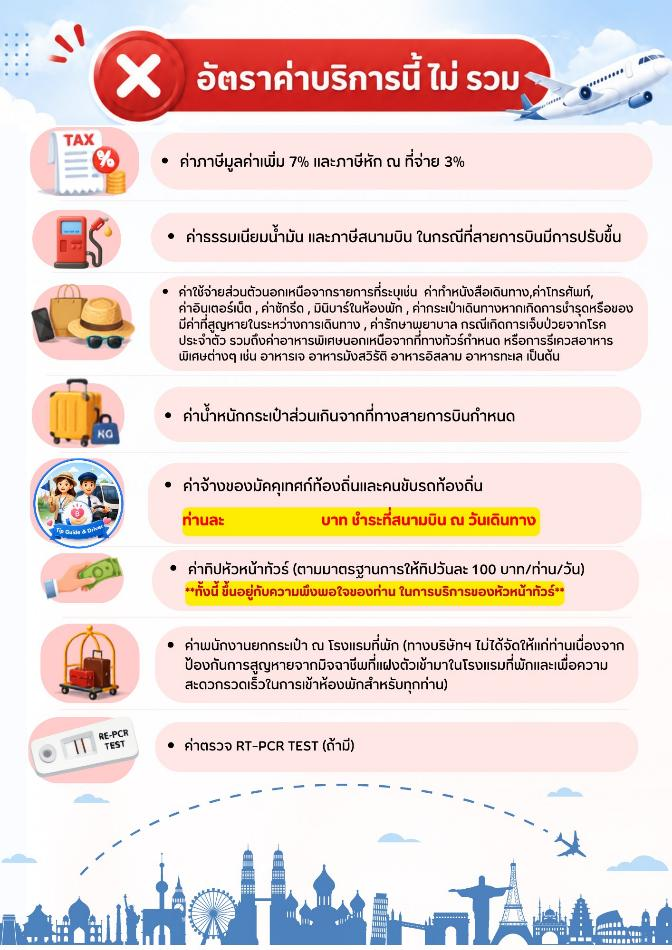 อัตราค่าบริการนี้ ไม่ รวม
TAX
%
• ค่าภาษีมูลค่าเพิ่ม 7% และภาษีหัก ณ ที่จ่าย 3%
• ค่าธรรมเนียมน้ำมัน และภาษีสนามบิน ในกรณีที่สายการบินมีการปรับขึ้น
• ค่าใช้จ่ายส่วนตัวนอกเหนือจากรายการที่ระบุเช่น ค่าทำหนังสือเดินทาง,ค่าโทรศัพท์,
ค่าอินเตอร์เน็ต , ค่าซักรีด , มินิบาร์ในห้องพัก , ค่ากระเป๋าเดินทางหากเกิดการชำรุดหรือของ
มีค่าที่สูญหายในระหว่างการเดินทาง , ค่ารักษาพยาบาล กรณีเกิดการเจ็บป่วยจากโรค
ประจำตัว รวมถึงค่าอาหารพิเศษนอกเหนือจากที่ทางทัวร์กำหนด หรือการรีเควสอาหาร
พิเศษต่างๆ เช่น อาหารเจ อาหารมังสวิรัติ อาหารอิสลาม อาหารทะเล เป็นต้น
KG
• ค่าน้ำหนักกระเป๋าส่วนเกินจากที่ทางสายการบินกำหนด
฿
Tip Guide & Driver
• ค่าจ้างของมัคคุเทศก์ท้องถิ่นและคนขับรถท้องถิ่น
ท่านละ บาท ชำระที่สนามบิน ณ วันเดินทาง
• ค่าทิปหัวหน้าทัวร์ (ตามมาตรฐานการให้ทิปวันละ 100 บาท/ท่าน/วัน)
**ทั้งนี้ ขึ้นอยู่กับความพึงพอใจของท่าน ในการบริการของหัวหน้าทัวร์**
• ค่าพนักงานยกกระเป๋า ณ โรงแรมที่พัก (ทางบริษัทฯ ไม่ได้จัดให้แก่ท่านเนื่องจาก
ป้องกันการสูญหายจากมิจฉาชีพที่แฝงตัวเข้ามาในโรงแรมที่พักและเพื่อความ
สะดวกรวดเร็วในการเข้าห้องพักสำหรับทุกท่าน)
RE-PCR
TEST
• ค่าตรวจ RT-PCR TEST (ถ้ามี)